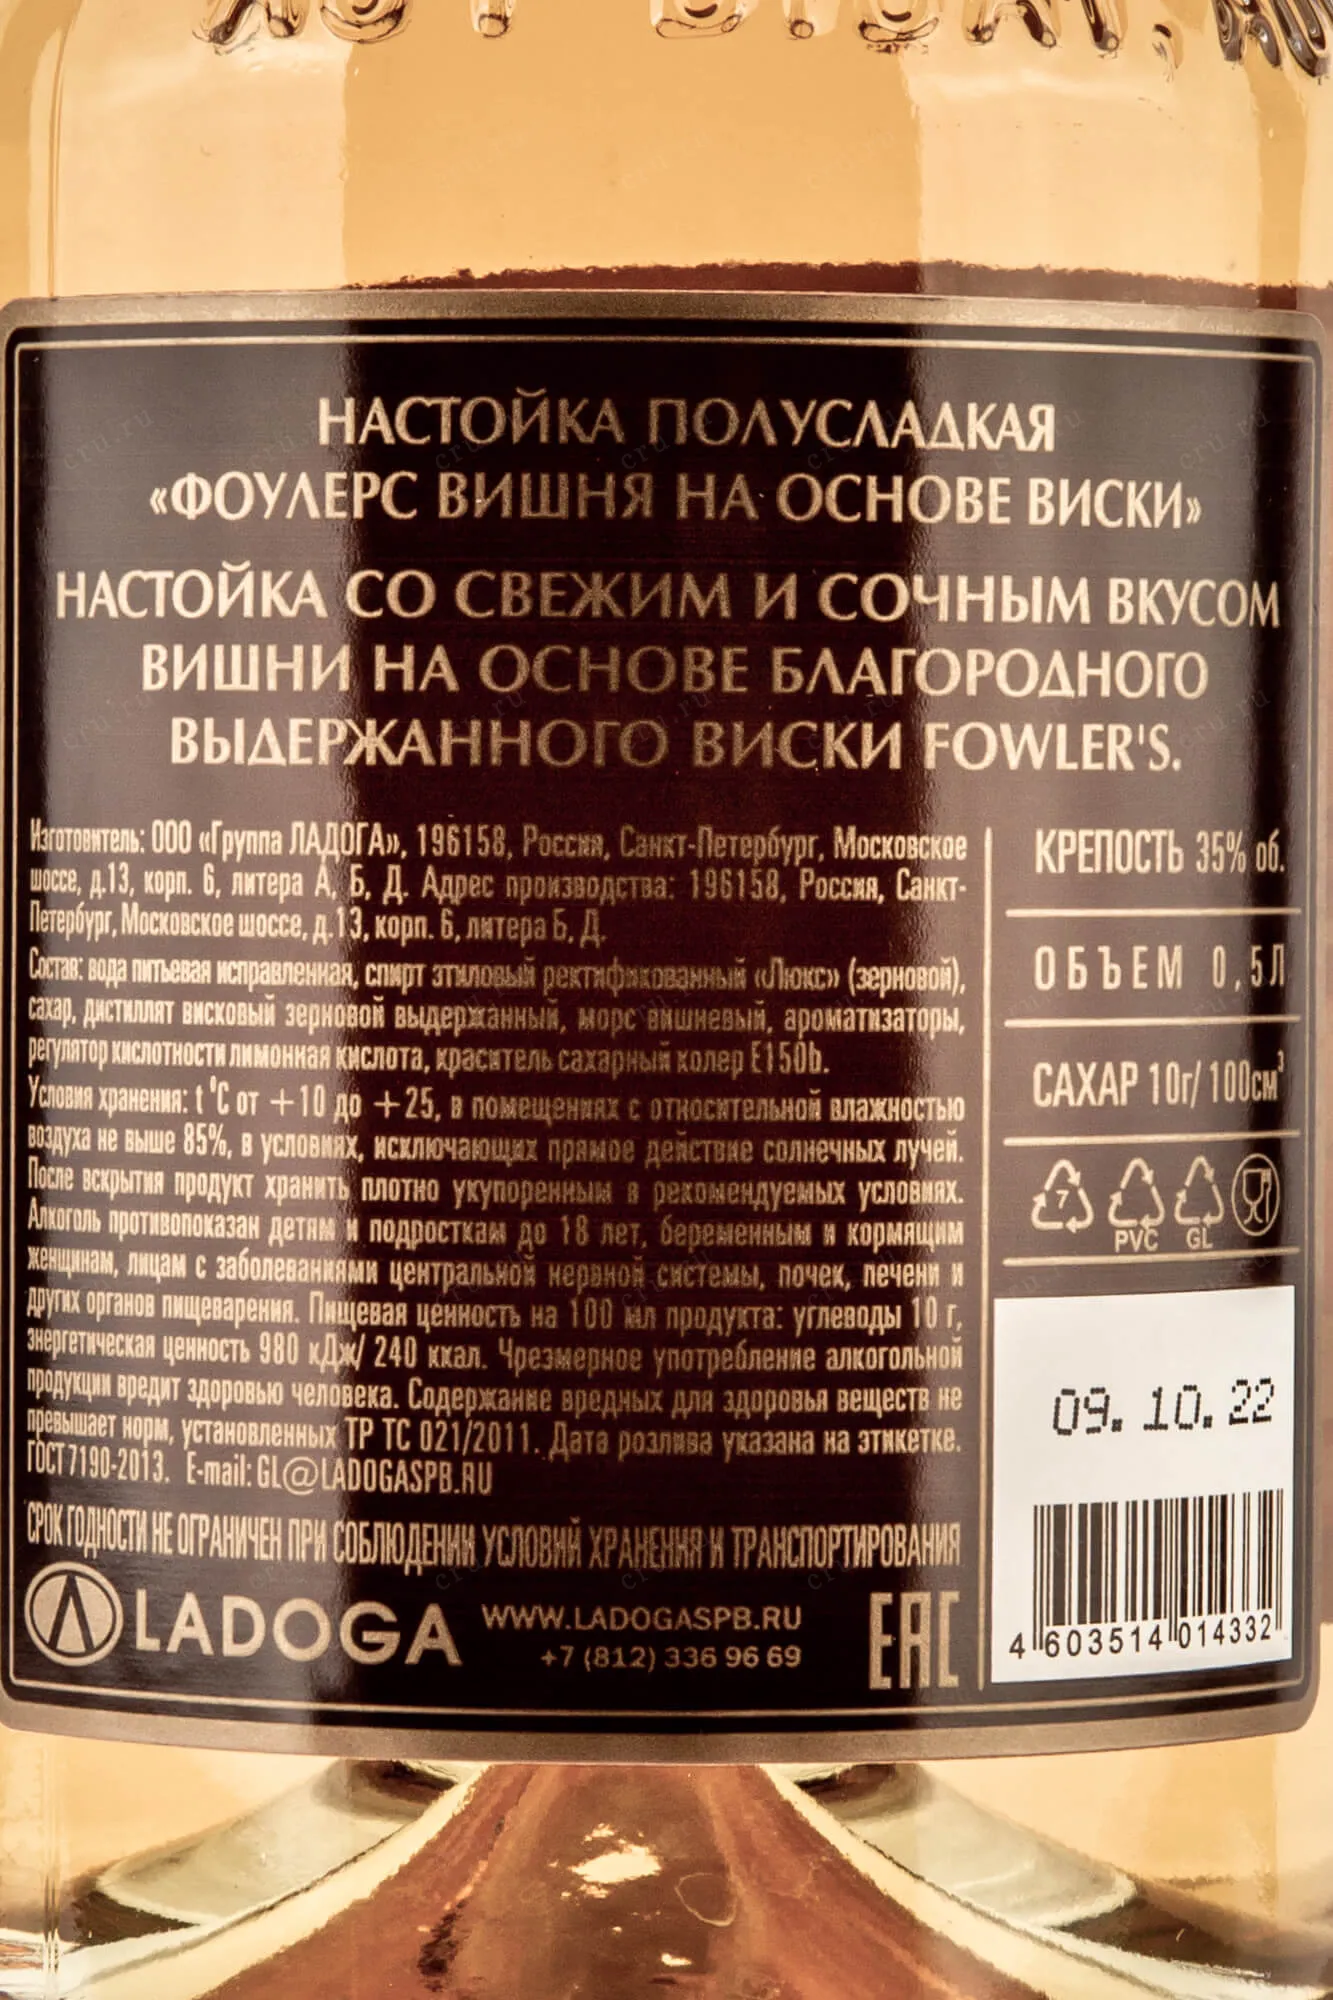 НАСТОЙКА ПОЛУСЛАДКАЯ
«ФОУЛЕРС ВИШНЯ НА ОСНОВЕ ВИСКИ»
НАСТОЙКА СО СВЕЖИМ И СОЧНЫМ ВКУСОМ
ВИШНИ НА ОСНОВЕ БЛАГОРОДНОГО
ВЫДЕРЖАННОГО ВИСКИ FOWLER'S.
Изготовитель: ООО «Группа ЛАДОГА», 196158, Россия, Санкт-Петербург, Московское
шоссе, д.13, корп. 6, литера А, Б, Д. Адрес производства: 196158, Россия, Санкт-
Петербург, Московское шоссе, д.13, корп. 6, литера Б, Д.
Состав: вода питьевая исправленная, спирт этиловый ректификованный «Люкс» (зерновой),
сахар, дистиллят висковый зерновой выдержанный, морс вишневый, ароматизаторы,
регулятор кислотности лимонная кислота, краситель сахарный колер Е150b.
Условия хранения: t °С от +10 до +25, в помещениях с относительной влажностью
воздуха не выше 85%, в условиях, исключающих прямое действие солнечных лучей.
После вскрытия продукт хранить плотно укупоренным в рекомендуемых условиях.
Алкоголь противопоказан детям и подросткам до 18 лет, беременным и кормящим
женщинам, лицам с заболеваниями центральной нервной системы, почек, печени и
других органов пищеварения. Пищевая ценность на 100 мл продукта: углеводы 10 г,
энергетическая ценность 980 кДж/ 240 ккал. Чрезмерное употребление алкогольной
продукции вредит здоровью человека. Содержание вредных для здоровья веществ не
превышает норм, установленных ТР ТС 021/2011. Дата розлива указана на этикетке.
ГОСТ 7190-2013. E-mail: GL@LADOGASPB.RU
СРОК ГОДНОСТИ НЕ ОГРАНИЧЕН ПРИ СОБЛЮДЕНИИ УСЛОВИЙ ХРАНЕНИЯ И ТРАНСПОРТИРОВАНИЯ
LADOGA
WWW.LADOGASPB.RU
+7 (812) 336 96 69
EAC
КРЕПОСТЬ 35% об.
ОБЪЕМ 0,5Л
САХАР 10г/ 100см³
7
PVC GL
09.10.22
4 603514 014332
cru.ru